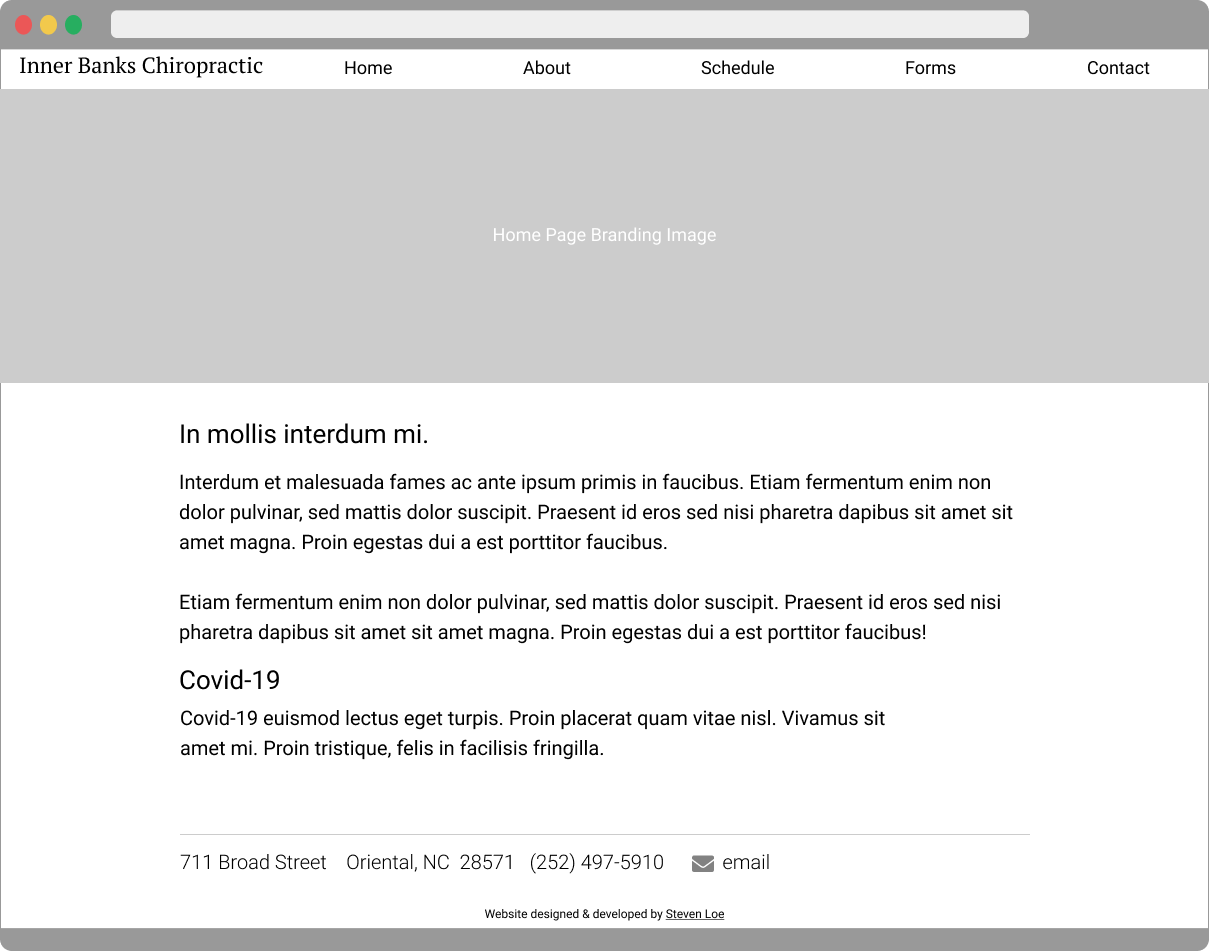 Inner Banks Chiropractic Home About Schedule Forms Contact
Home Page Branding Image
In mollis interdum mi.
Interdum et malesuada fames ac ante ipsum primis in faucibus. Etiam fermentum enim non
dolor pulvinar, sed mattis dolor suscipit. Praesent id eros sed nisi pharetra dapibus sit amet sit
amet magna. Proin egestas dui a est porttitor faucibus.
Etiam fermentum enim non dolor pulvinar, sed mattis dolor suscipit. Praesent id eros sed nisi
pharetra dapibus sit amet sit amet magna. Proin egestas dui a est porttitor faucibus!
Covid-19
Covid-19 euismod lectus eget turpis. Proin placerat quam vitae nisl. Vivamus sit
amet mi. Proin tristique, felis in facilisis fringilla.
711 Broad Street Oriental, NC 28571 (252) 497-5910 email
Website designed & developed by Steven Loe